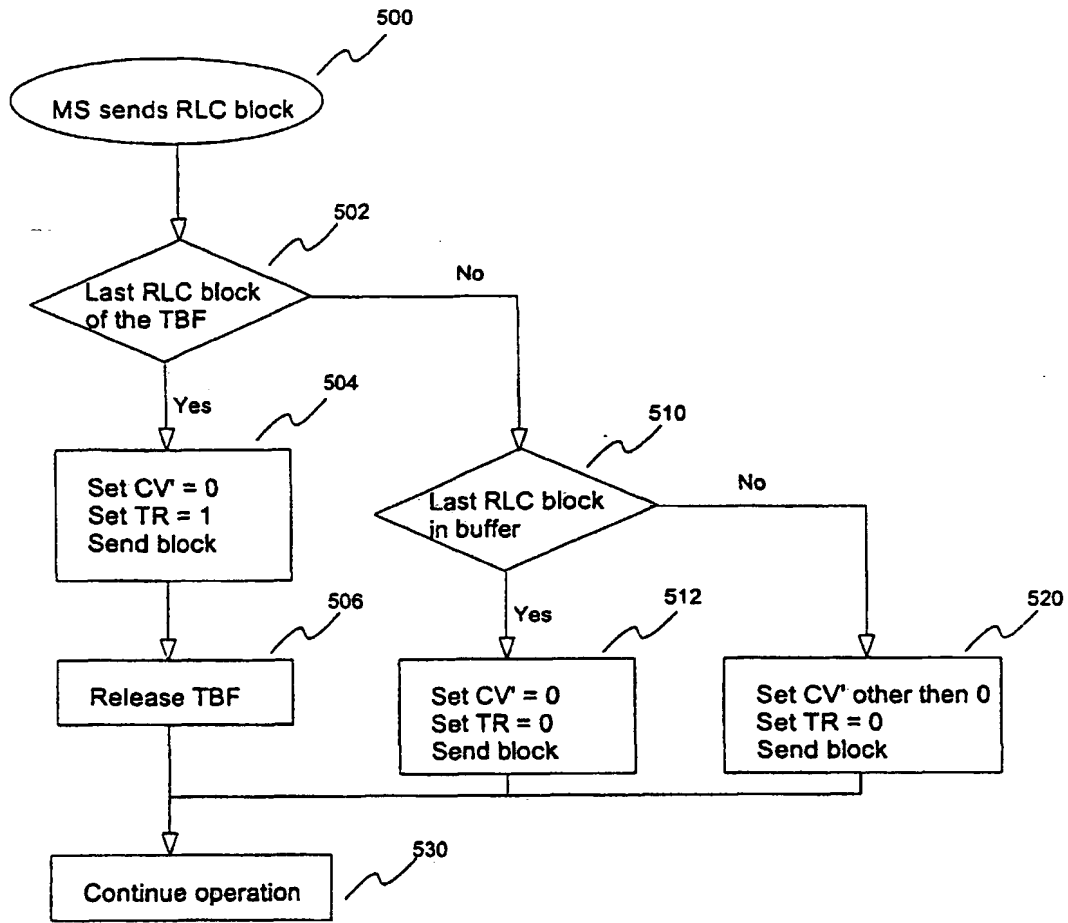 500
MS sends RLC block
502
Last RLC block
of the TBF
No
Yes
504
Set CV' = 0
Set TR = 1
Send block
510
Last RLC block
in buffer
No
506
Release TBF
Yes
512
Set CV' = 0
Set TR = 0
Send block
520
Set CV' other then 0
Set TR = 0
Send block
530
Continue operation